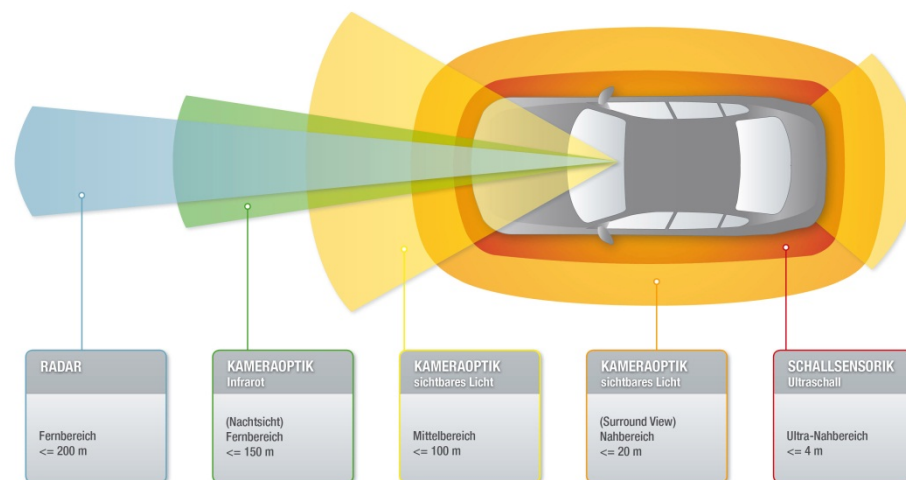 RADAR
Fernbereich
<= 200 m
KAMERAOPTIK
Infrarot
(Nachtsicht)
Fernbereich
<= 150 m
KAMERAOPTIK
sichtbares Licht
Mittelbereich
<= 100 m
KAMERAOPTIK
sichtbares Licht
(Surround View)
Nahbereich
<= 20 m
SCHALLSENSORIK
Ultraschall
Ultra-Nahbereich
<= 4 m